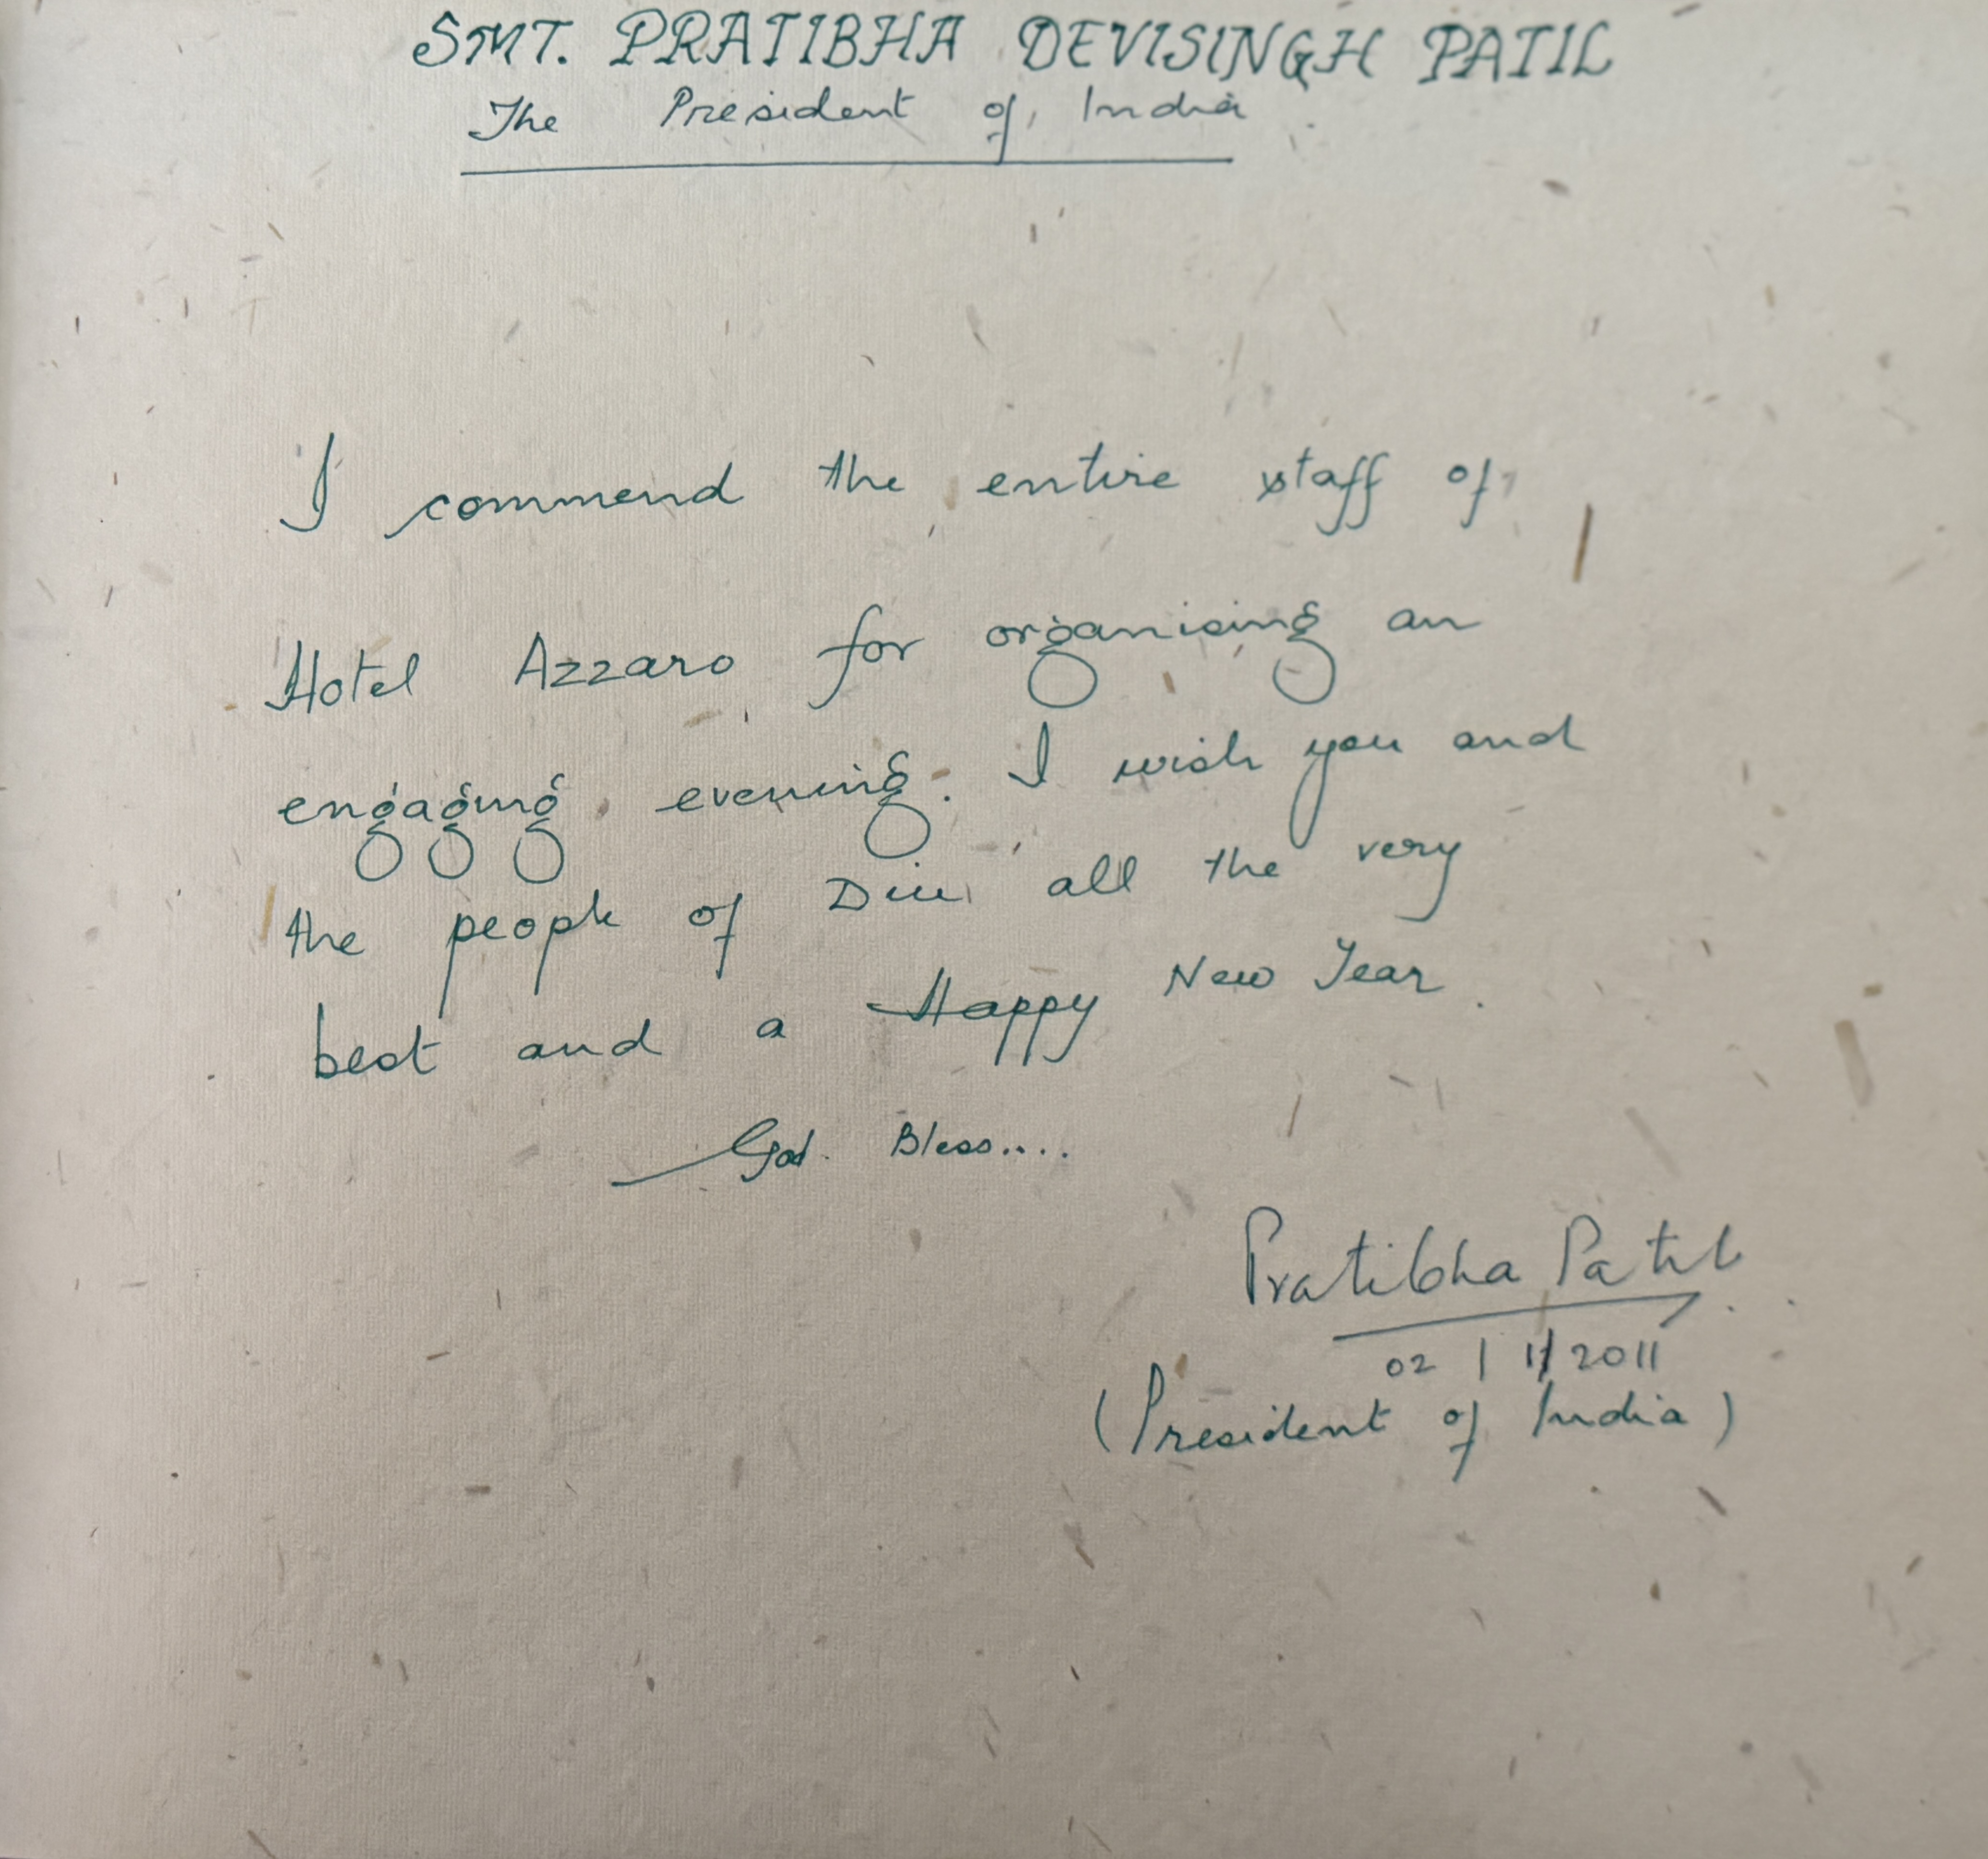 SMT. PRATIBHA DEVISINGH PATIL
The President of India
I commend the entire staff of
Hotel Azzaro for organising an
engaging evening. I wish you and
the people of Diu all the very
best and a Happy New Year.
God Bless....
Pratibha Patil
02 | 1/2011
(President of India)